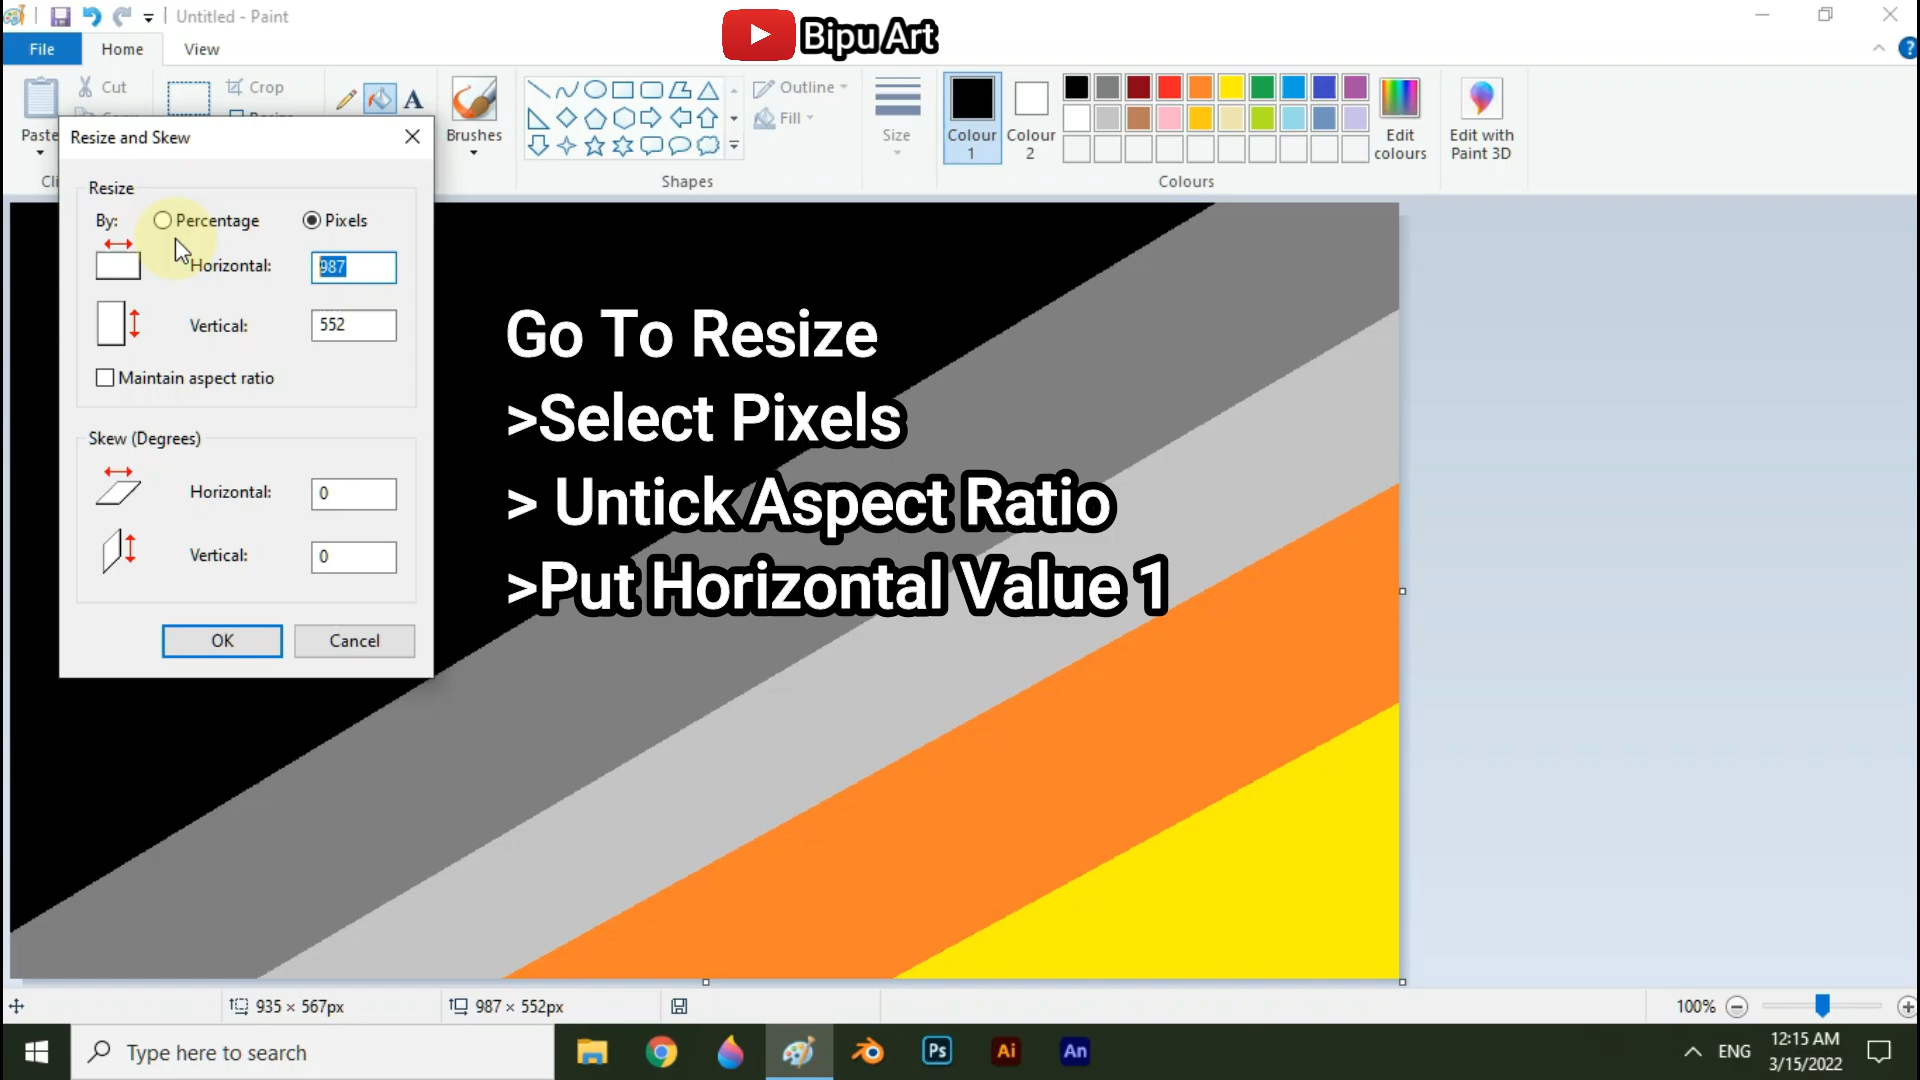 Untitled - Paint
Bipu Art
File
Home
View
Cut
Crop
Paste
Brushes
Outline
Fill
Size
Colour 1
Colour 2
Edit colours
Edit with Paint 3D
Shapes
Colours
Resize and Skew
Resize
By:
Percentage
Pixels
Horizontal:
987
Vertical:
552
Maintain aspect ratio
Skew (Degrees)
Horizontal:
0
Vertical:
0
OK
Cancel
Go To Resize
>Select Pixels
> Untick Aspect Ratio
>Put Horizontal Value 1
935 × 567px
987 × 552px
100%
Type here to search
Ps
Ai
An
ENG
12:15 AM
3/15/2022